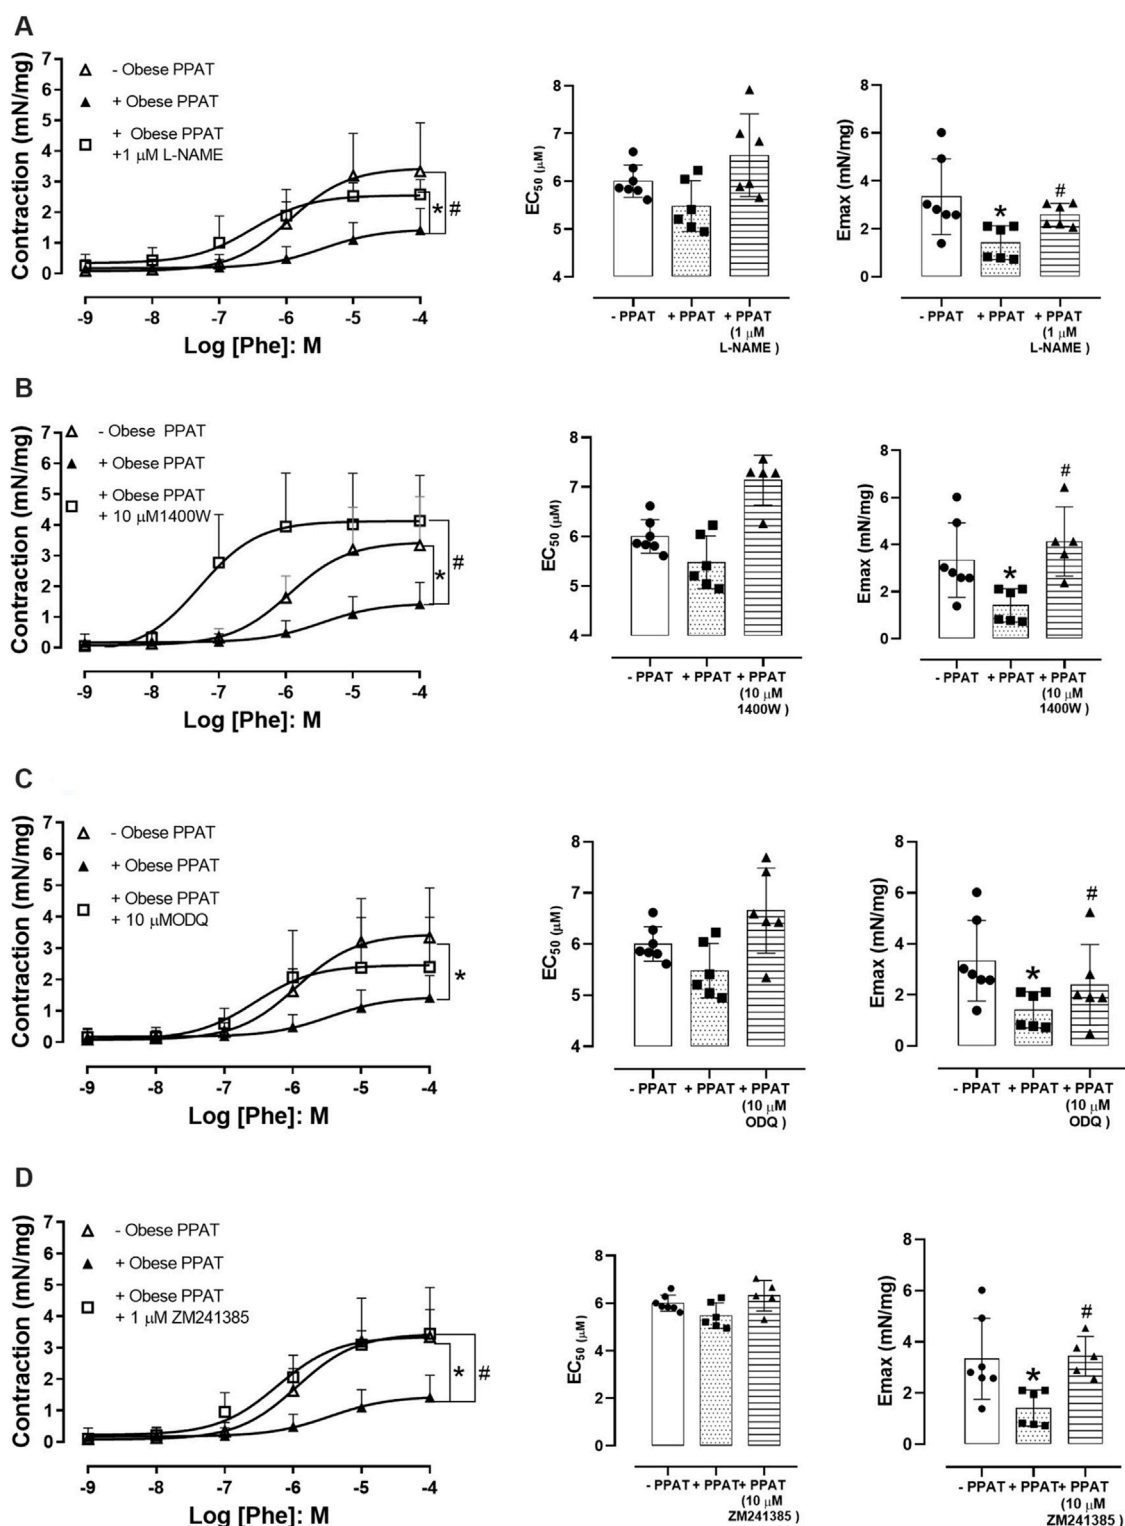 A
Contraction (mN/mg)
7
6
5
4
3
2
1
0
- Obese PPAT
+ Obese PPAT
+ Obese PPAT
+1 μM L-NAME
* #
-9 -8 -7 -6 -5 -4
Log [Phe]: M
EC50 (μM)
8
7
6
5
4
- PPAT + PPAT + PPAT
(1 μM
L-NAME )
Emax (mN/mg)
8
6
4
2
0
*
#
- PPAT + PPAT + PPAT
(1 μM
L-NAME )
B
Contraction (mN/mg)
7
6
5
4
3
2
1
0
- Obese PPAT
+ Obese PPAT
+ Obese PPAT
+ 10 μM1400W
* #
-9 -8 -7 -6 -5 -4
Log [Phe]: M
EC50 (μM)
8
7
6
5
4
- PPAT + PPAT + PPAT
(10 μM
1400W )
Emax (mN/mg)
8
6
4
2
0
*
#
- PPAT + PPAT + PPAT
(10 μM
1400W )
C
Contraction (mN/mg)
7
6
5
4
3
2
1
0
- Obese PPAT
+ Obese PPAT
+ Obese PPAT
+ 10 μMODQ
*
-9 -8 -7 -6 -5 -4
Log [Phe]: M
EC50 (μM)
8
7
6
5
4
- PPAT + PPAT + PPAT
(10 μM
ODQ )
Emax (mN/mg)
8
6
4
2
0
*
#
- PPAT + PPAT + PPAT
(10 μM
ODQ )
D
Contraction (mN/mg)
7
6
5
4
3
2
1
0
- Obese PPAT
+ Obese PPAT
+ Obese PPAT
+ 1 μM ZM241385
* #
-9 -8 -7 -6 -5 -4
Log [Phe]: M
EC50 (μM)
8
6
4
2
0
- PPAT + PPAT+ PPAT
(10 μM
ZM241385 )
Emax (mN/mg)
8
6
4
2
0
*
#
- PPAT + PPAT+ PPAT
(10 μM
ZM241385 )